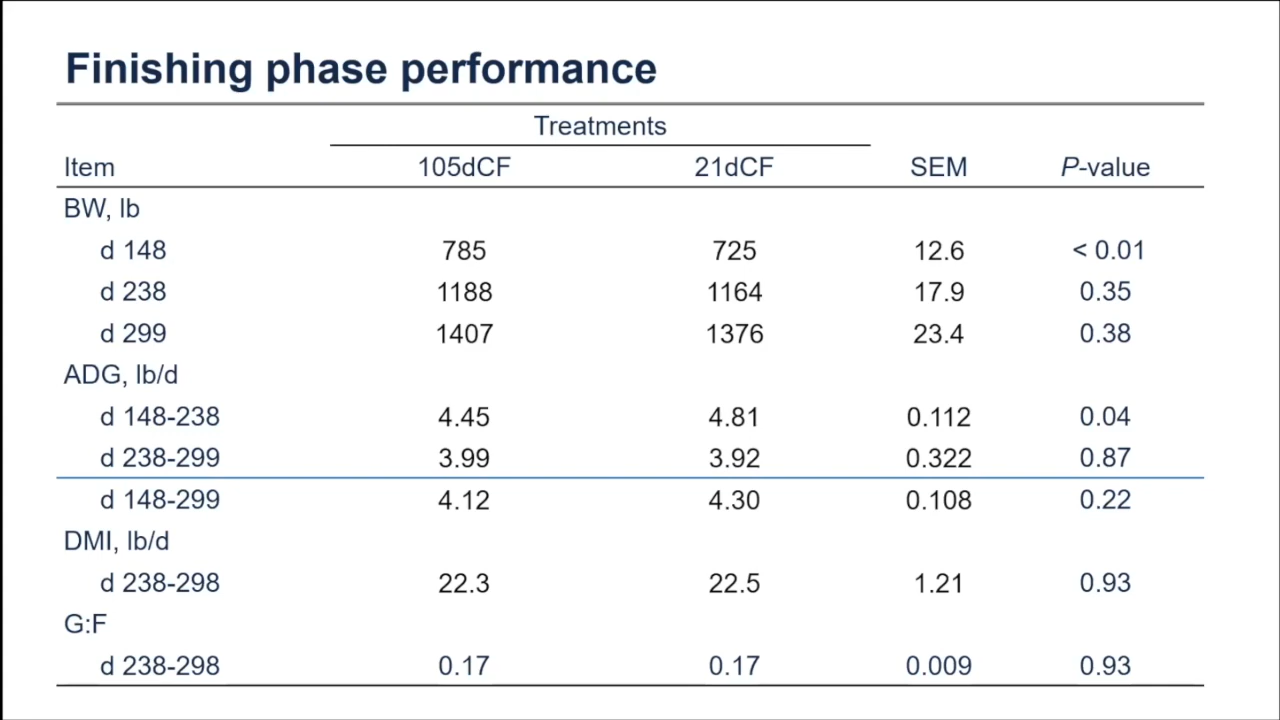 Finishing phase performance
Treatments
Item 105dCF 21dCF SEM P-value
BW, lb
d 148 785 725 12.6 < 0.01
d 238 1188 1164 17.9 0.35
d 299 1407 1376 23.4 0.38
ADG, lb/d
d 148-238 4.45 4.81 0.112 0.04
d 238-299 3.99 3.92 0.322 0.87
d 148-299 4.12 4.30 0.108 0.22
DMI, lb/d
d 238-298 22.3 22.5 1.21 0.93
G:F
d 238-298 0.17 0.17 0.009 0.93